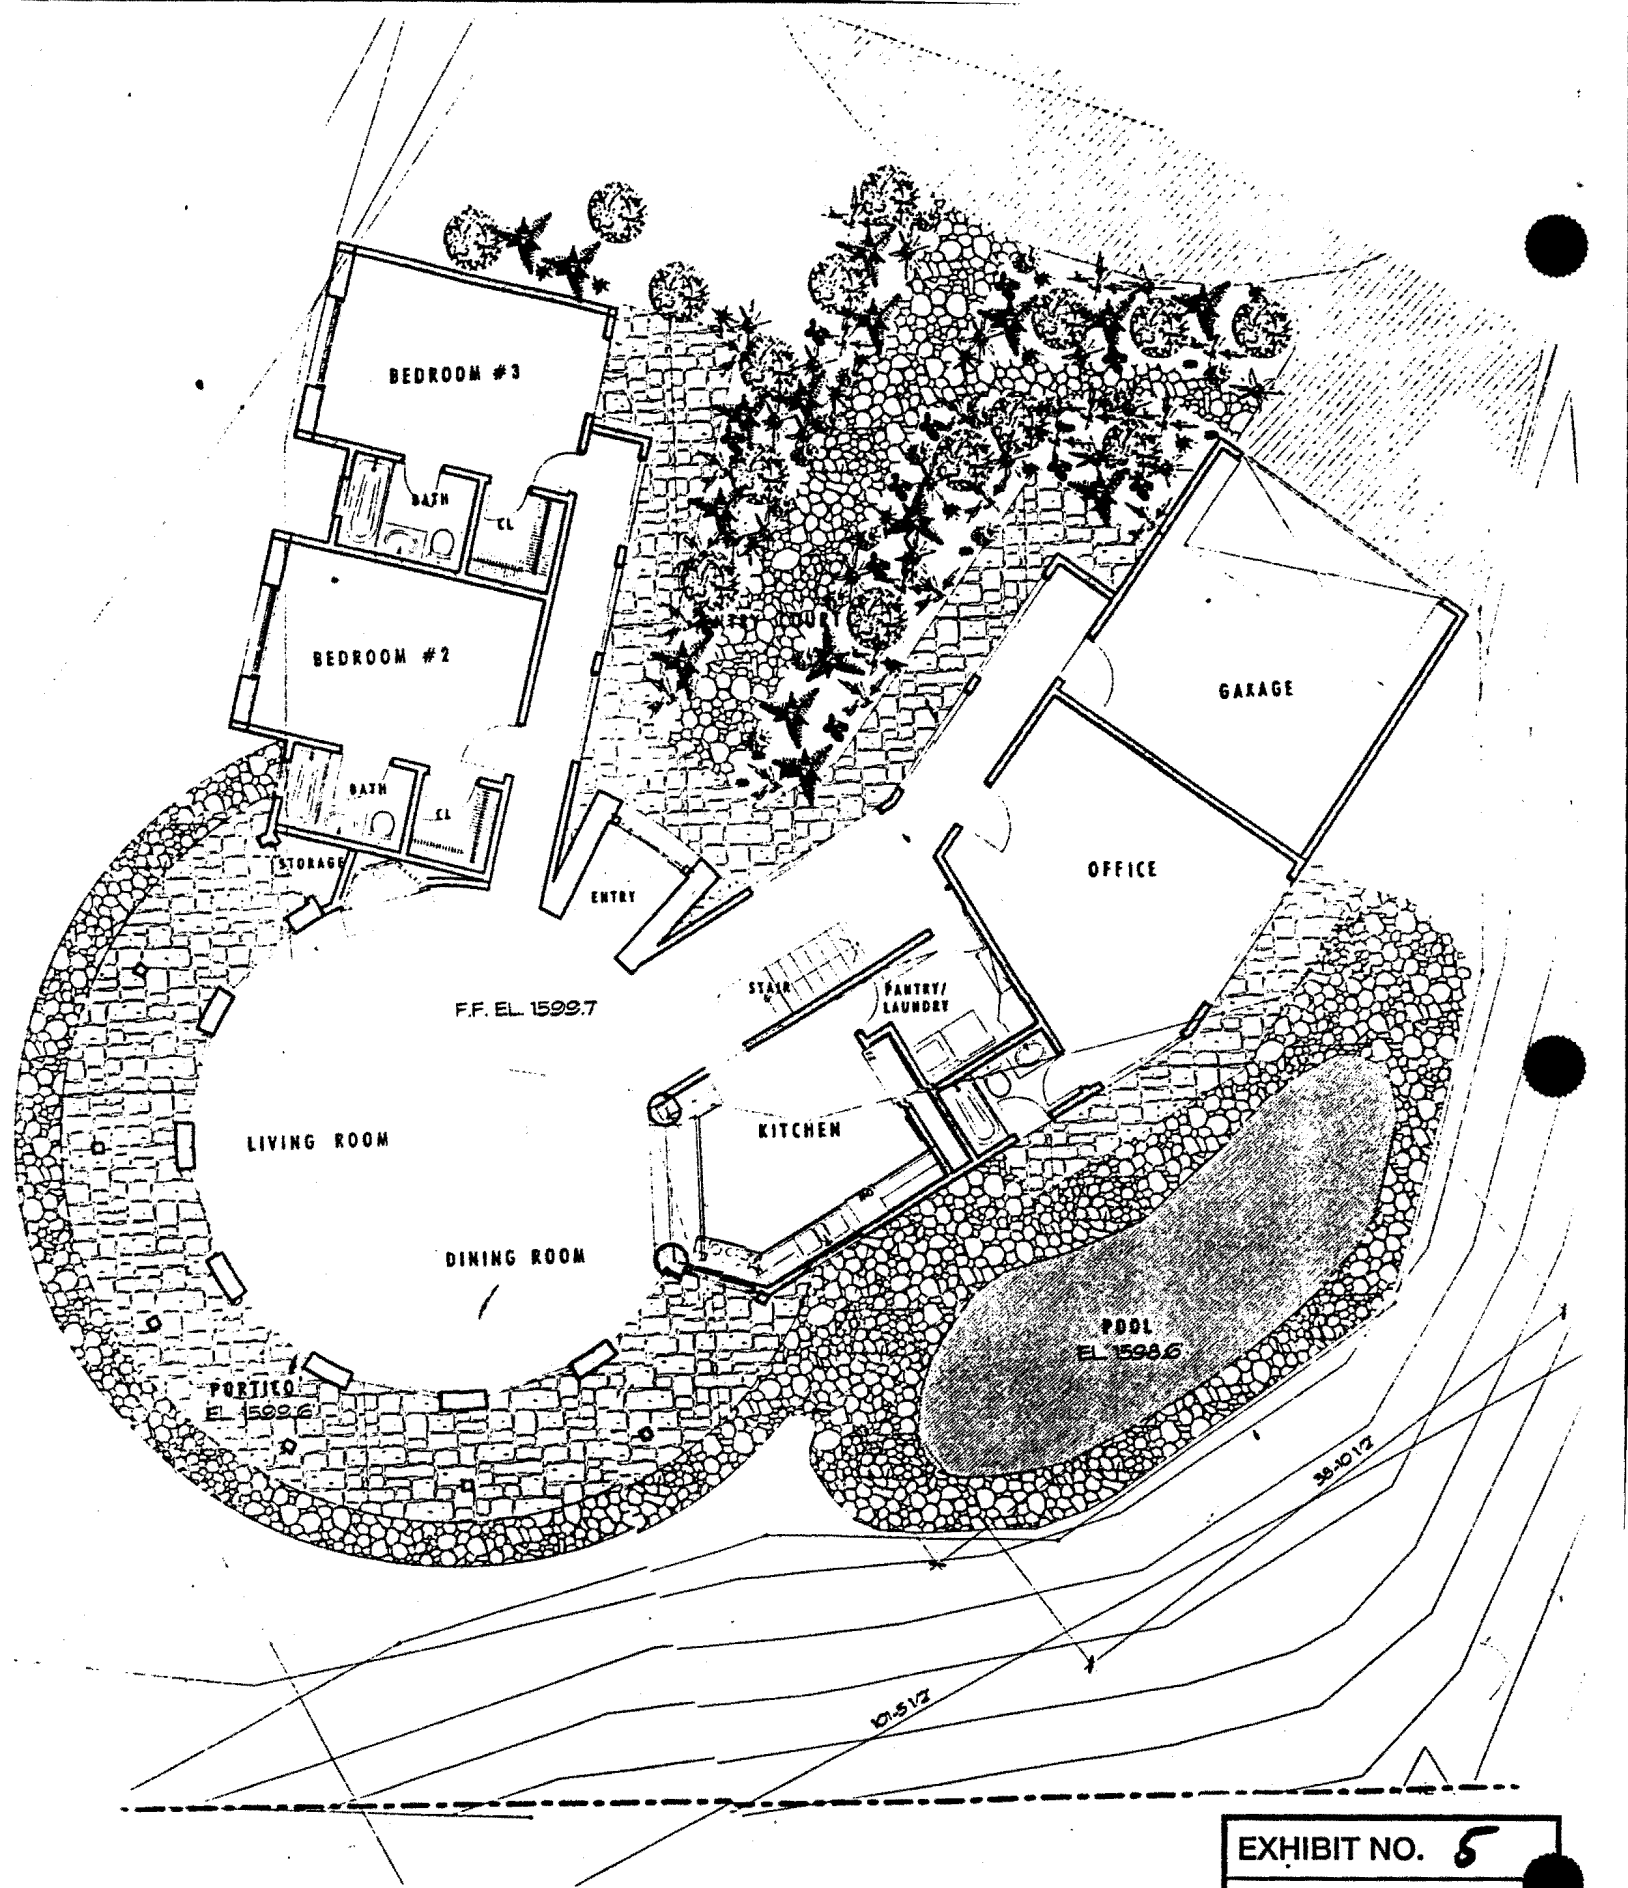 BEDROOM #3
BATH
CL
ENTRY COURT
BEDROOM #2
GARAGE
BATH
CL
STORAGE
OFFICE
ENTRY
STAIR
PANTRY/
LAUNDRY
F.F. EL. 1599.7
LIVING ROOM
KITCHEN
DINING ROOM
POOL
EL. 1598.6
PORTICO
EL. 1599.6
38-10 1/2"
101-5 1/2"
EXHIBIT NO. 5